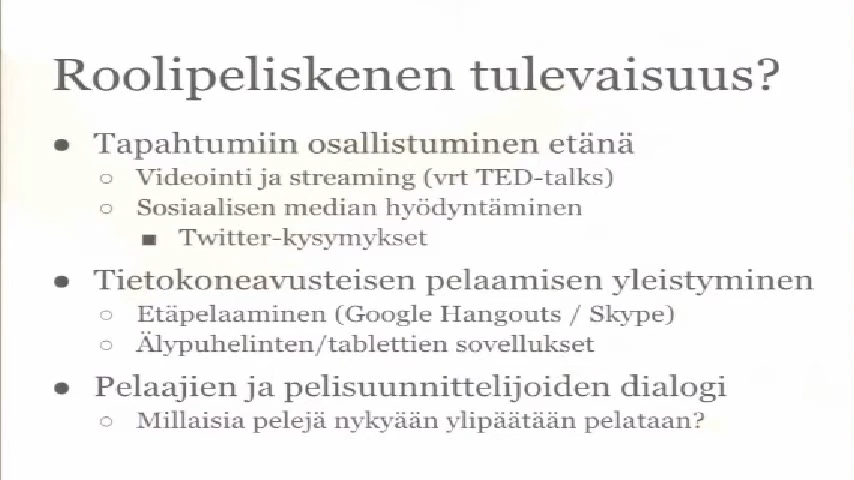 Roolipeliskenen tulevaisuus?
● Tapahtumiin osallistuminen etänä
○ Videointi ja streaming (vrt TED-talks)
○ Sosiaalisen median hyödyntäminen
■ Twitter-kysymykset
● Tietokoneavusteisen pelaamisen yleistyminen
○ Etäpelaaminen (Google Hangouts / Skype)
○ Älypuhelinten/tablettien sovellukset
● Pelaajien ja pelisuunnittelijoiden dialogi
○ Millaisia pelejä nykyään ylipäätään pelataan?